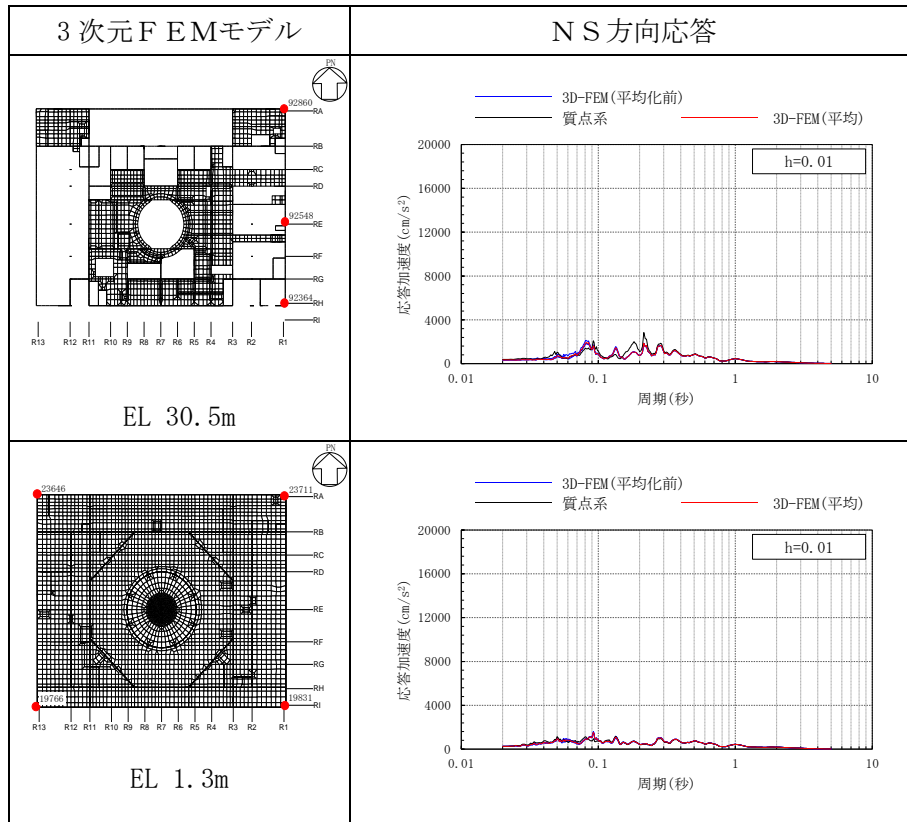 3次元ＦＥＭモデル
ＮＳ方向応答
PN
92860
RA
RB
RC
RD
92548
RE
RF
RG
92364
RH
RI
R13 R12 R11 R10 R9 R8 R7 R6 R5 R4 R3 R2 R1
EL 30.5m
3D-FEM(平均化前)
質点系 3D-FEM(平均)
h=0.01
20000
16000
12000
8000
4000
0
応答加速度(cm/s²)
0.01 0.1 1 10
周期(秒)
PN
23646 23711
RA
RB
RC
RD
RE
RF
RG
RH
19766 19831
RI
R13 R12 R11 R10 R9 R8 R7 R6 R5 R4 R3 R2 R1
EL 1.3m
3D-FEM(平均化前)
質点系 3D-FEM(平均)
h=0.01
20000
16000
12000
8000
4000
0
応答加速度(cm/s²)
0.01 0.1 1 10
周期(秒)